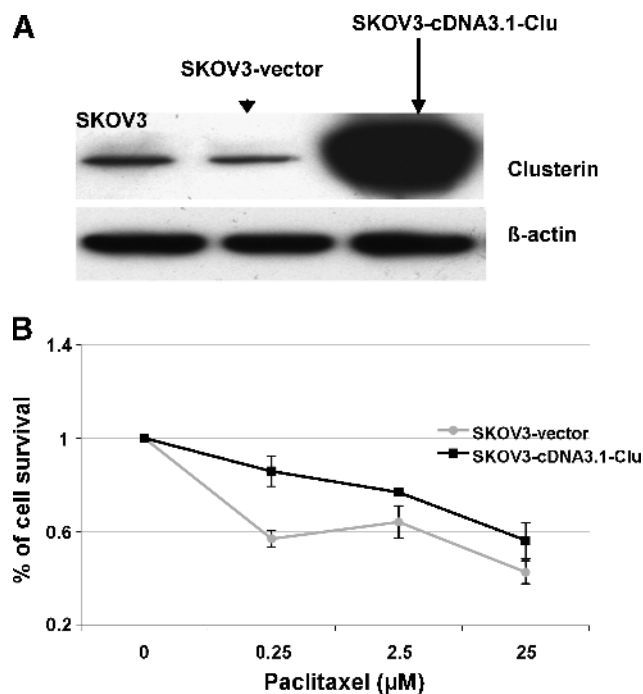 A
SKOV3-cDNA3.1-Clu
SKOV3-vector
SKOV3
Clusterin
ß-actin
B
1.4
1
0.6
0.2
% of cell survival
SKOV3-vector
SKOV3-cDNA3.1-Clu
0 0.25 2.5 25
Paclitaxel (µM)